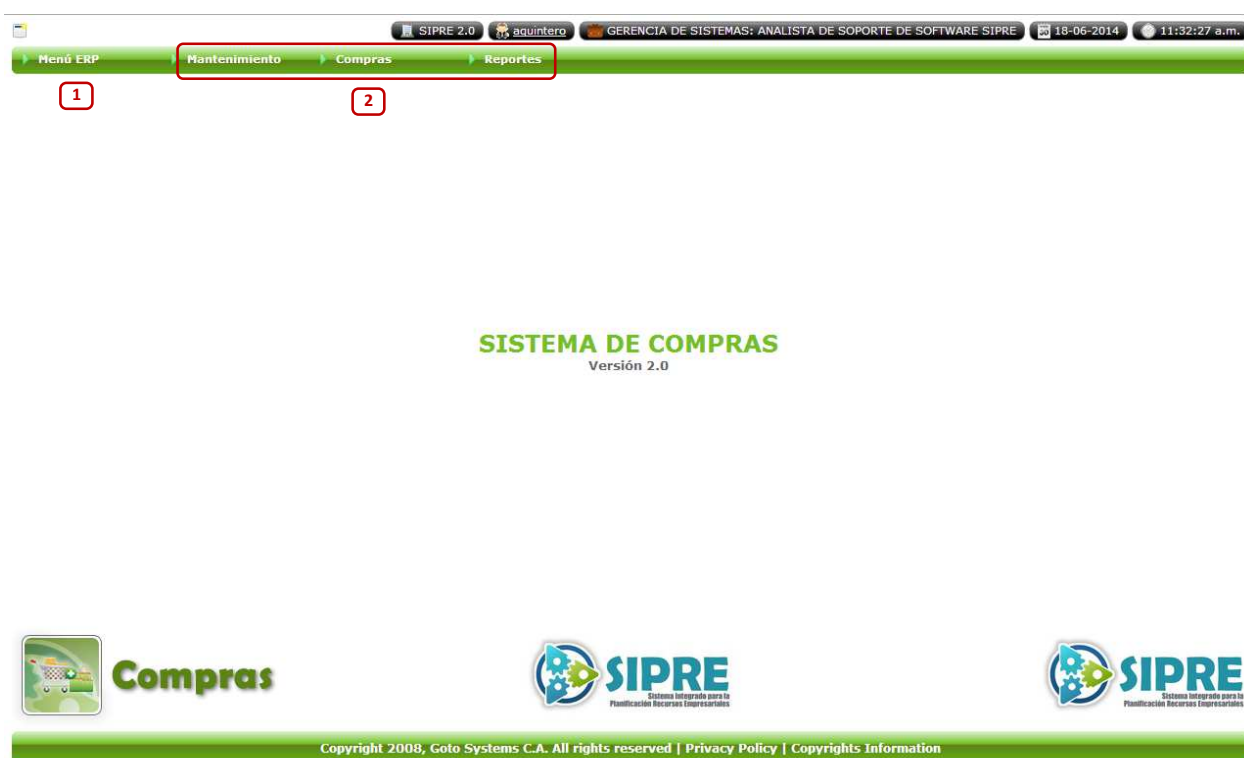 SIPRE 2.0 aquintero GERENCIA DE SISTEMAS: ANALISTA DE SOPORTE DE SOFTWARE SIPRE 30 18-06-2014 11:32:27 a.m.
Menú ERP Mantenimiento Compras Reportes
1 2
SISTEMA DE COMPRAS
Versión 2.0
Compras
SIPRE
Sistema Integrado para la
Planificación Recursos Empresariales
SIPRE
Sistema Integrado para la
Planificación Recursos Empresariales
Copyright 2008, Goto Systems C.A. All rights reserved | Privacy Policy | Copyrights Information